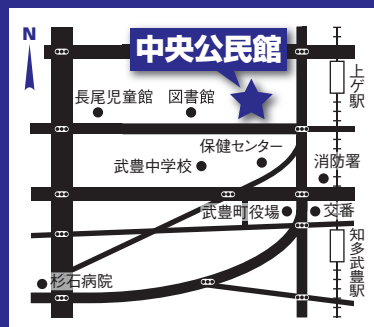 N
中央公民館
上ゲ駅
長尾児童館
図書館
保健センター
武豊中学校
消防署
武豊町役場
交番
知多武豊駅
杉石病院